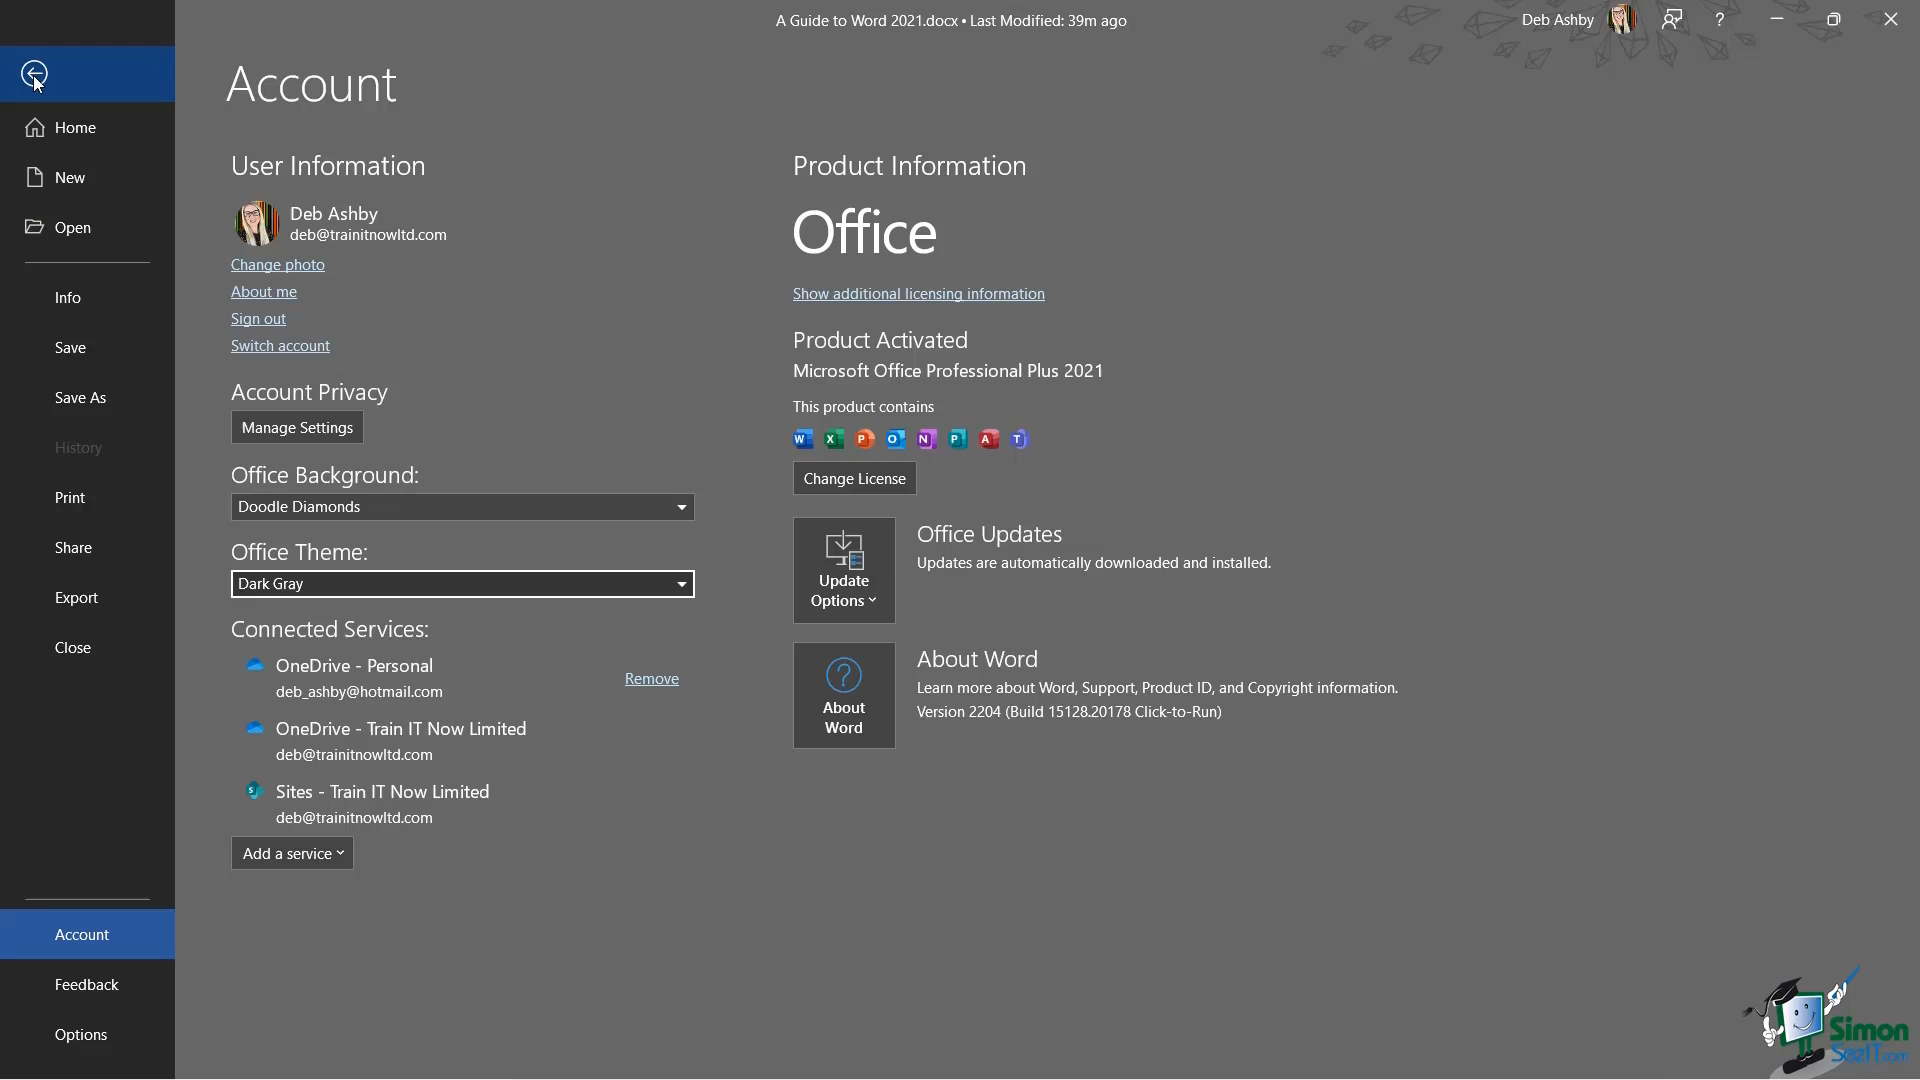 A Guide to Word 2021.docx • Last Modified: 39m ago
Deb Ashby
?
Account
Home
New
Open
Info
Save
Save As
History
Print
Share
Export
Close
Account
Feedback
Options
User Information
Deb Ashby
deb@trainitnowltd.com
Change photo
About me
Sign out
Switch account
Account Privacy
Manage Settings
Office Background:
Doodle Diamonds
Office Theme:
Dark Gray
Connected Services:
OneDrive - Personal
deb_ashby@hotmail.com
Remove
OneDrive - Train IT Now Limited
deb@trainitnowltd.com
S
Sites - Train IT Now Limited
deb@trainitnowltd.com
Add a service
Product Information
Office
Show additional licensing information
Product Activated
Microsoft Office Professional Plus 2021
This product contains
W X P O N P A T
Change License
Update
Options
Office Updates
Updates are automatically downloaded and installed.
?
About
Word
About Word
Learn more about Word, Support, Product ID, and Copyright information.
Version 2204 (Build 15128.20178 Click-to-Run)
Simon
SezIT.com